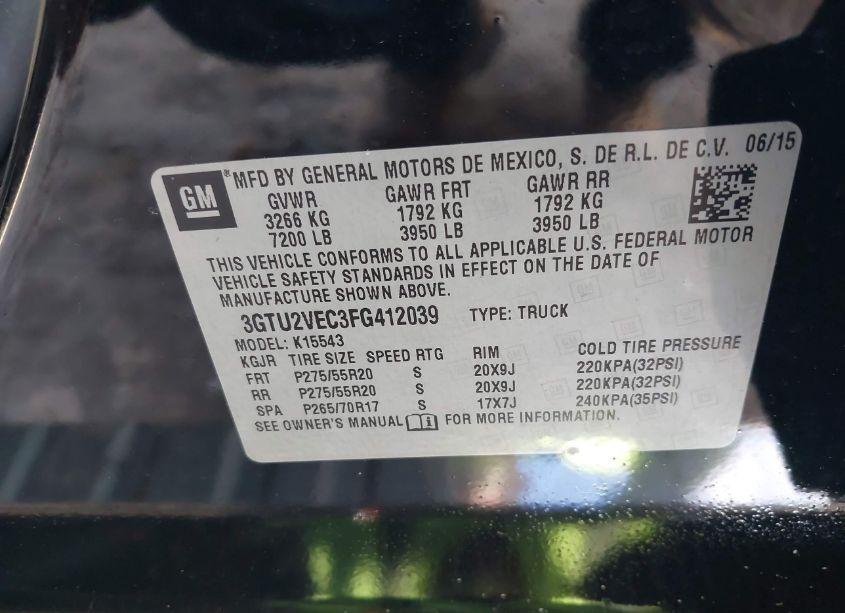 GM
® MFD BY GENERAL MOTORS DE MEXICO, S. DE R.L. DE C.V. 06/15
GVWR GAWR FRT GAWR RR
3266 KG 1792 KG 1792 KG
7200 LB 3950 LB 3950 LB
THIS VEHICLE CONFORMS TO ALL APPLICABLE U.S. FEDERAL MOTOR
VEHICLE SAFETY STANDARDS IN EFFECT ON THE DATE OF
MANUFACTURE SHOWN ABOVE.
3GTU2VEC3FG412039 TYPE: TRUCK
MODEL: K15543
KGJR TIRE SIZE SPEED RTG RIM COLD TIRE PRESSURE
FRT P275/55R20 S 20X9J 220KPA(32PSI)
RR P275/55R20 S 20X9J 220KPA(32PSI)
SPA P265/70R17 S 17X7J 240KPA(35PSI)
SEE OWNER'S MANUAL FOR MORE INFORMATION.